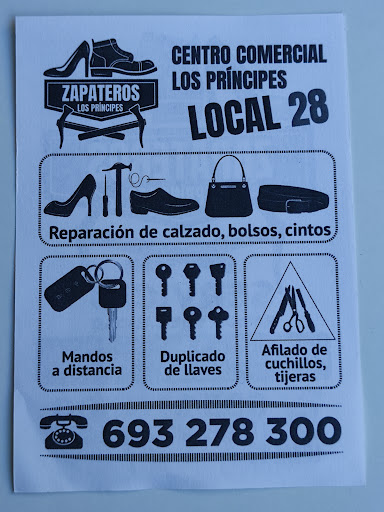 ZAPATEROS
LOS PRÍNCIPES
CENTRO COMERCIAL
LOS PRÍNCIPES
LOCAL 28
Reparación de calzado, bolsos, cintos
Mandos
a distancia
Duplicado
de llaves
Afilado de
cuchillos,
tijeras
693 278 300